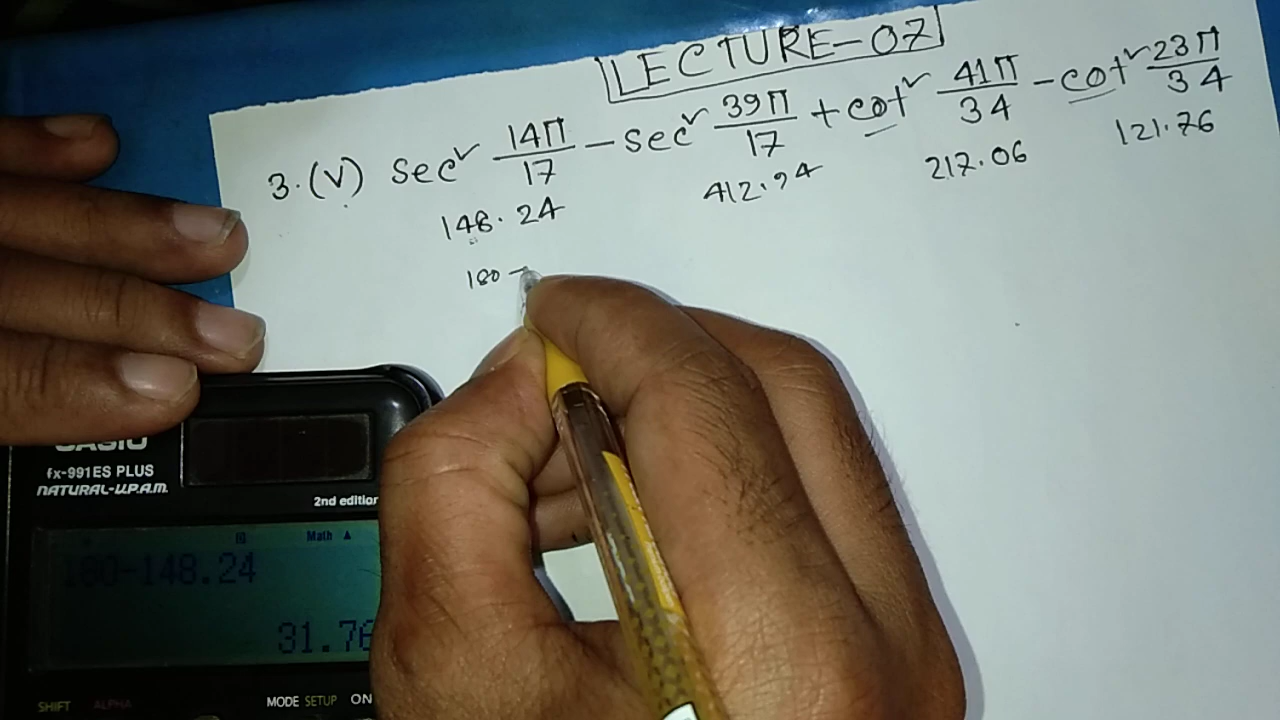 LECTURE-07
3.(V) sec² 14π/17 - sec² 39π/17 + cot² 41π/34 - cot² 23π/34
148.24 412.94 217.06 121.76
180 -
CASIO
fx-991ES PLUS
NATURAL-V.P.A.M.
2nd edition
Math ▲
180-148.24
31.76
SHIFT ALPHA MODE SETUP ON